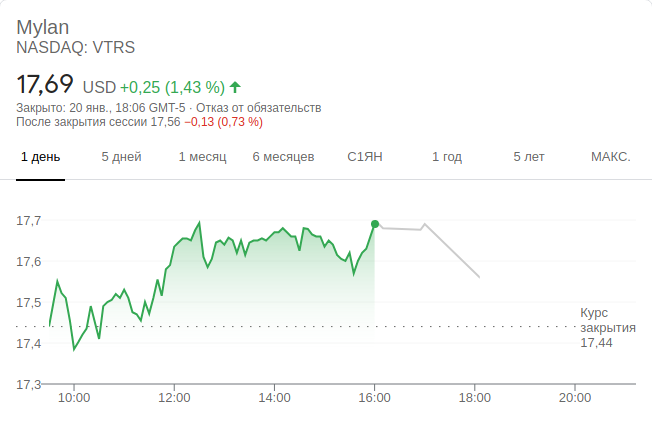 Mylan
NASDAQ: VTRS
17,69 USD +0,25 (1,43 %)
Закрыто: 20 янв., 18:06 GMT-5 · Отказ от обязательств
После закрытия сессии 17,56 −0,13 (0,73 %)
1 день 5 дней 1 месяц 6 месяцев С1ЯН 1 год 5 лет МАКС.
17,7
17,6
17,5
Курс
закрытия
17,44
17,4
17,3
10:00 12:00 14:00 16:00 18:00 20:00